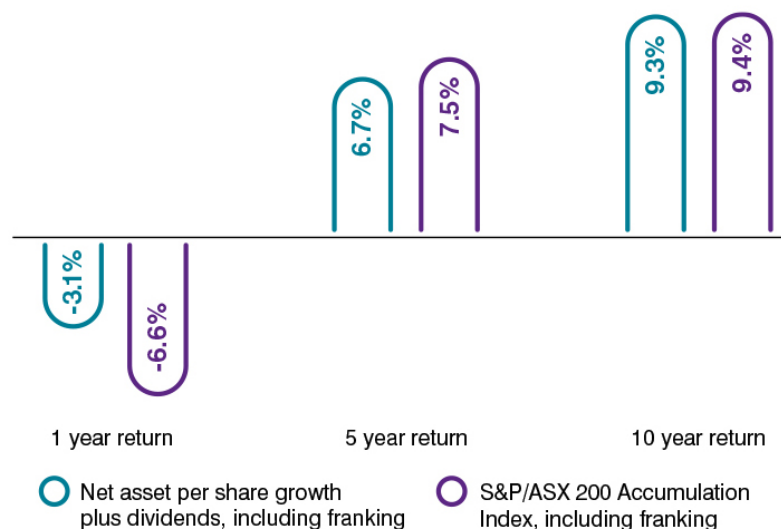 6.7%
7.5%
9.3%
9.4%
-3.1%
-6.6%
1 year return
5 year return
10 year return
Net asset per share growth
plus dividends, including franking
S&P/ASX 200 Accumulation
Index, including franking